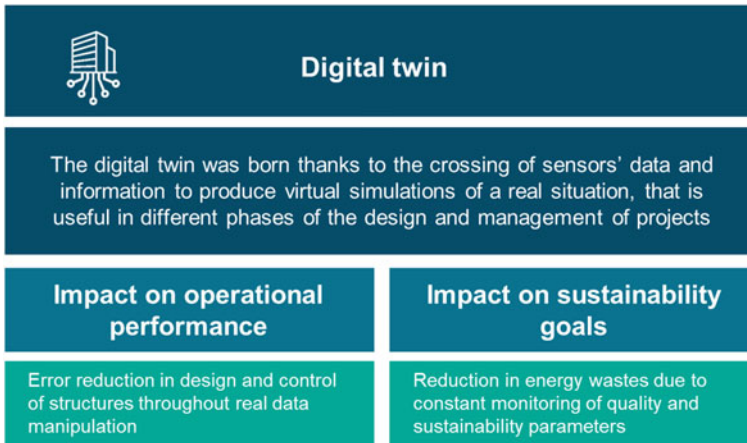 Digital twin
The digital twin was born thanks to the crossing of sensors' data and
information to produce virtual simulations of a real situation, that is
useful in different phases of the design and management of projects
Impact on operational
performance
Error reduction in design and control
of structures throughout real data
manipulation
Impact on sustainability
goals
Reduction in energy wastes due to
constant monitoring of quality and
sustainability parameters